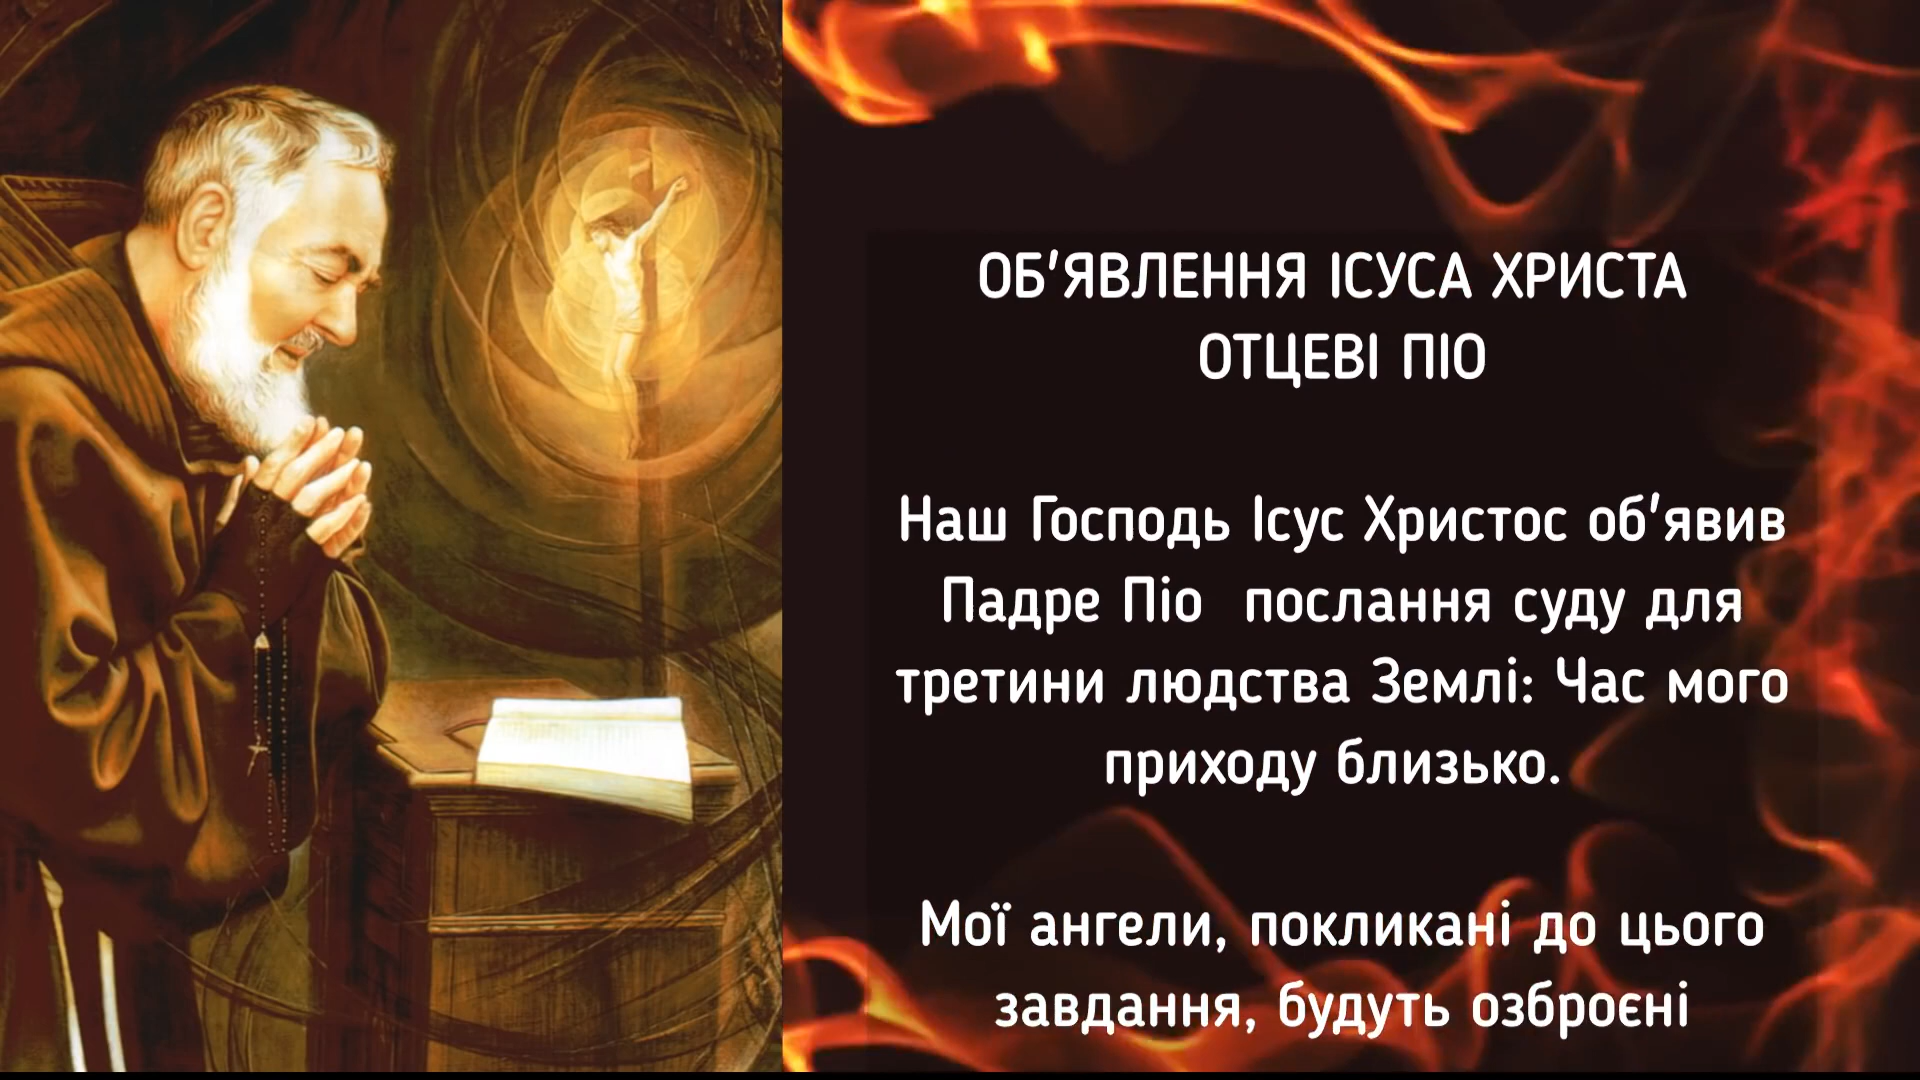 ОБ'ЯВЛЕННЯ ІСУСА ХРИСТА
ОТЦЕВІ ПІО
Наш Господь Ісус Христос об'явив
Падре Піо послання суду для
третини людства Землі: Час мого
приходу близько.
Мої ангели, покликані до цього
завдання, будуть озброєні